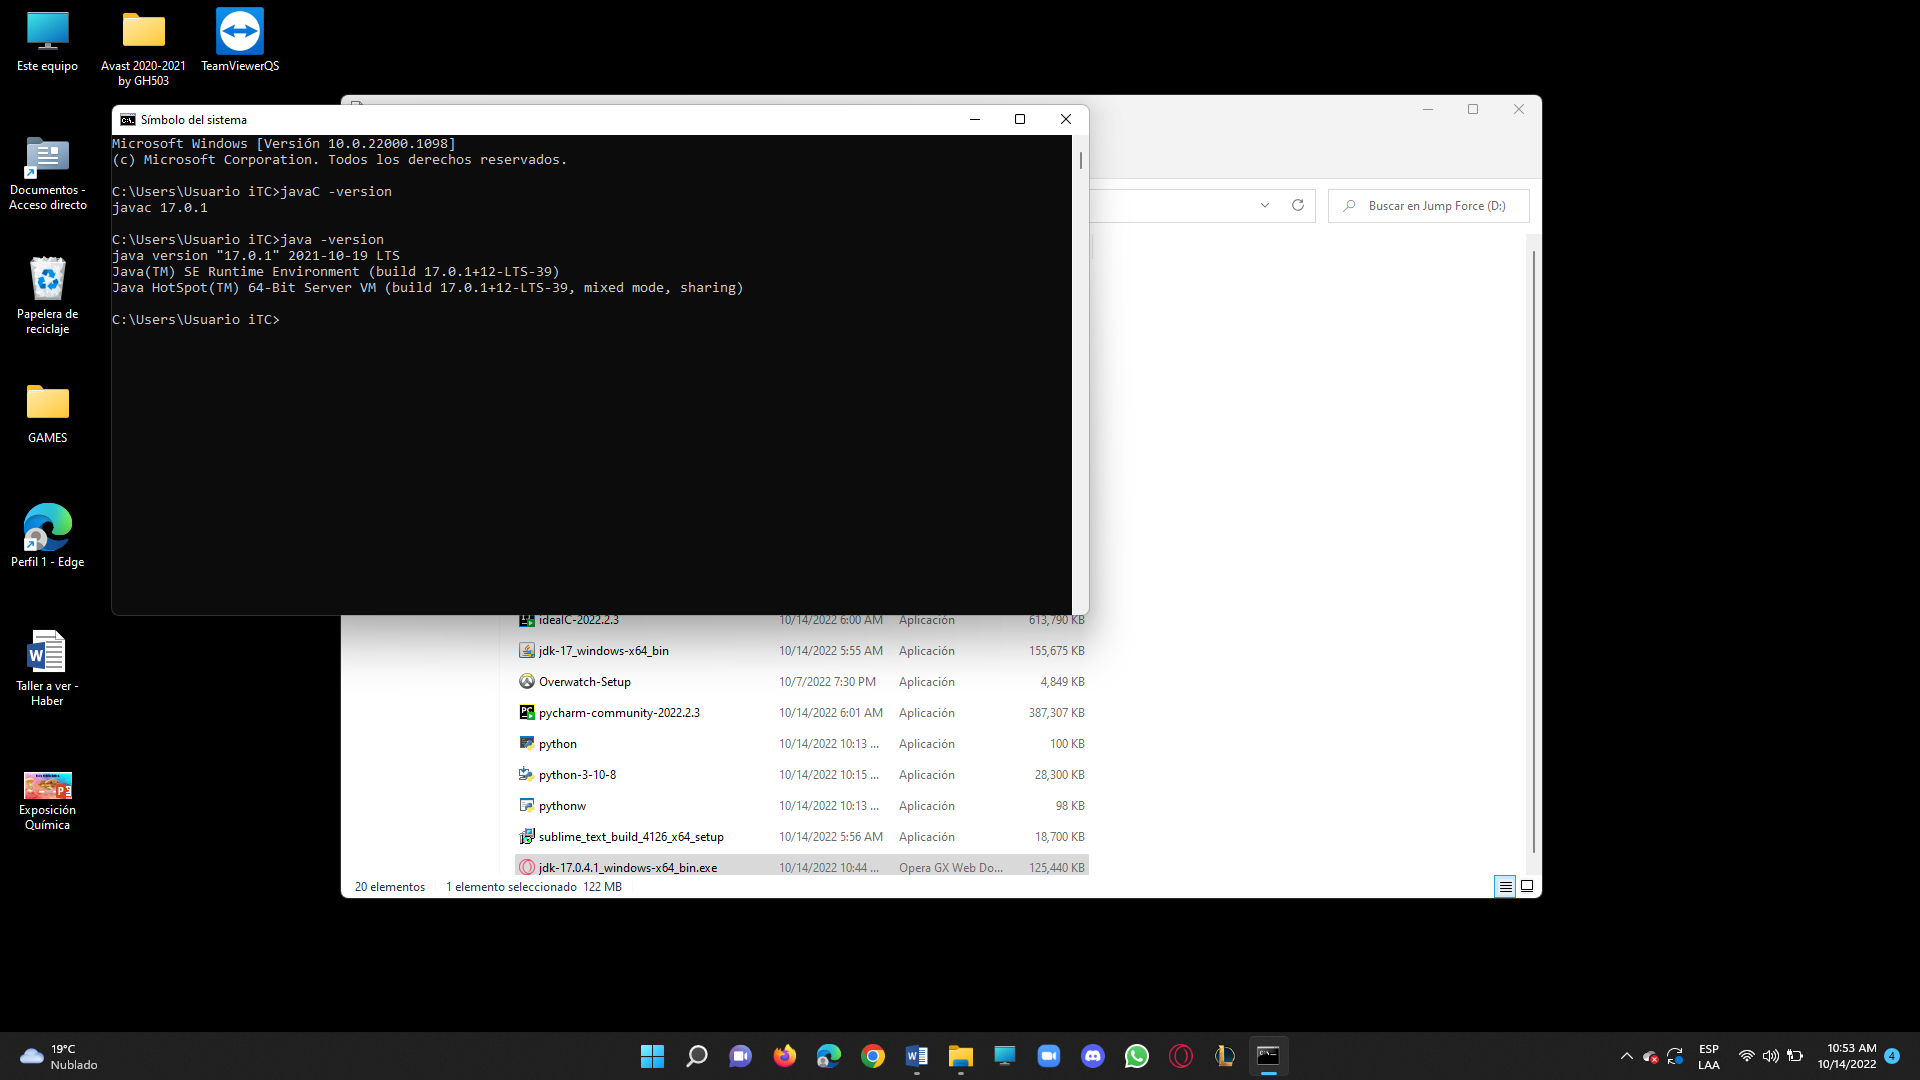 Este equipo
Avast 2020-2021
by GH503
TeamViewerQS
Documentos -
Acceso directo
Papelera de
reciclaje
GAMES
Perfil 1 - Edge
Taller a ver -
Haber
Exposición
Química
Símbolo del sistema
Microsoft Windows [Versión 10.0.22000.1098]
(c) Microsoft Corporation. Todos los derechos reservados.
C:\Users\Usuario iTC>javaC -version
javac 17.0.1
C:\Users\Usuario iTC>java -version
java version "17.0.1" 2021-10-19 LTS
Java(TM) SE Runtime Environment (build 17.0.1+12-LTS-39)
Java HotSpot(TM) 64-Bit Server VM (build 17.0.1+12-LTS-39, mixed mode, sharing)
C:\Users\Usuario iTC>
Buscar en Jump Force (D:)
ideaIC-2022.2.3 10/14/2022 6:00 AM Aplicación 613,790 KB
jdk-17_windows-x64_bin 10/14/2022 5:55 AM Aplicación 155,675 KB
Overwatch-Setup 10/7/2022 7:30 PM Aplicación 4,849 KB
pycharm-community-2022.2.3 10/14/2022 6:01 AM Aplicación 387,307 KB
python 10/14/2022 10:13 ... Aplicación 100 KB
python-3-10-8 10/14/2022 10:15 ... Aplicación 28,300 KB
pythonw 10/14/2022 10:13 ... Aplicación 98 KB
sublime_text_build_4126_x64_setup 10/14/2022 5:56 AM Aplicación 18,700 KB
jdk-17.0.4.1_windows-x64_bin.exe 10/14/2022 10:44 ... Opera GX Web Do... 125,440 KB
20 elementos 1 elemento seleccionado 122 MB
19°C
Nublado
ESP
LAA
10:53 AM
10/14/2022
4